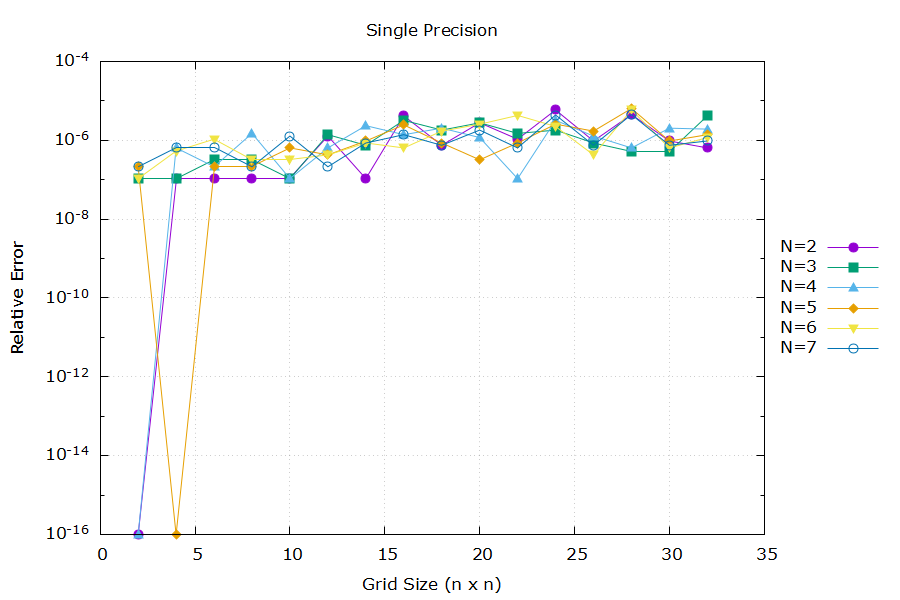 Single Precision
10-4
10-6
10-8
10-10
10-12
10-14
10-16
Relative Error
0 5 10 15 20 25 30 35
Grid Size (n x n)
N=2
N=3
N=4
N=5
N=6
N=7